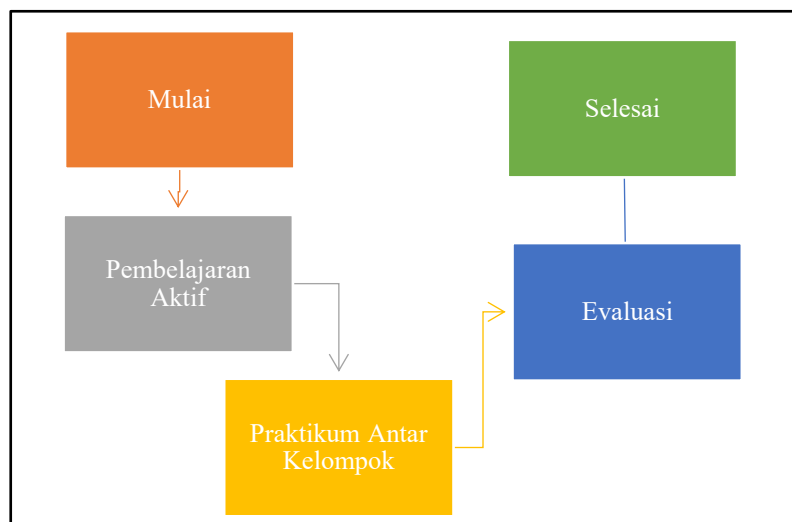 Mulai
Pembelajaran
Aktif
Praktikum Antar
Kelompok
Evaluasi
Selesai